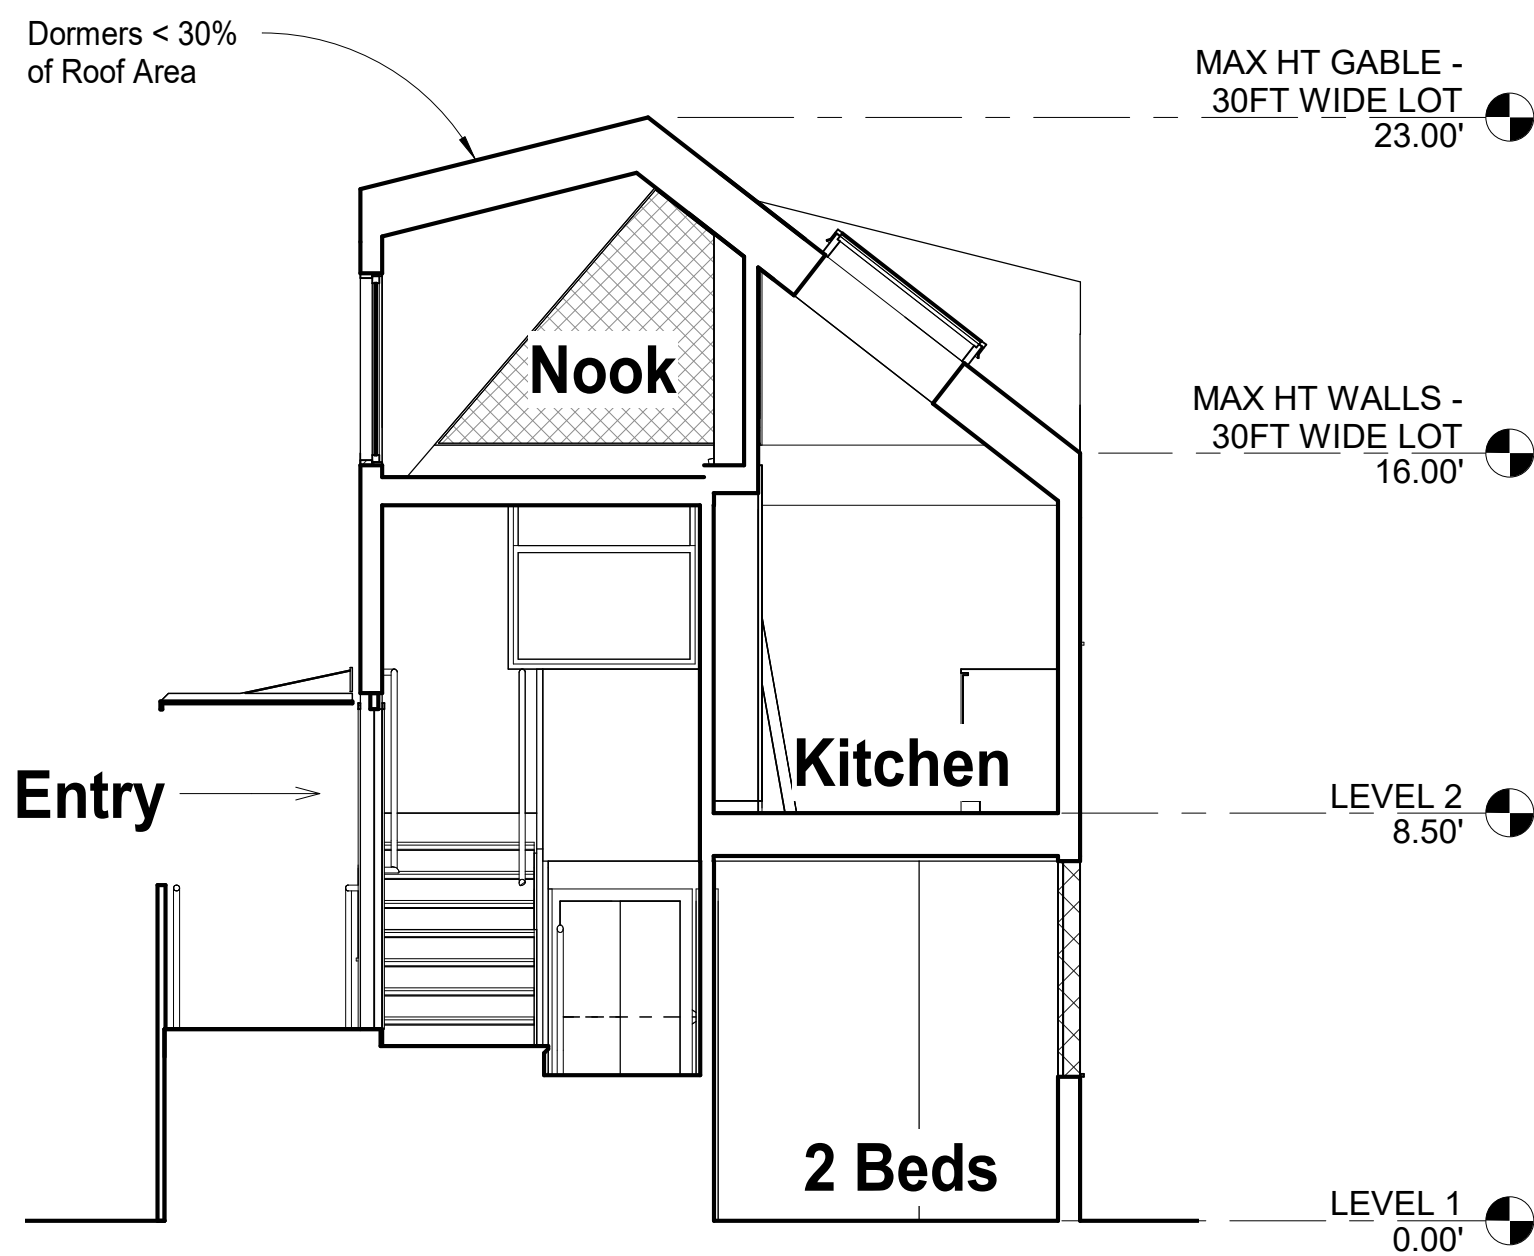 Dormers < 30%
of Roof Area
MAX HT GABLE -
30FT WIDE LOT
23.00'
Nook
MAX HT WALLS -
30FT WIDE LOT
16.00'
Kitchen
Entry
LEVEL 2
8.50'
2 Beds
LEVEL 1
0.00'